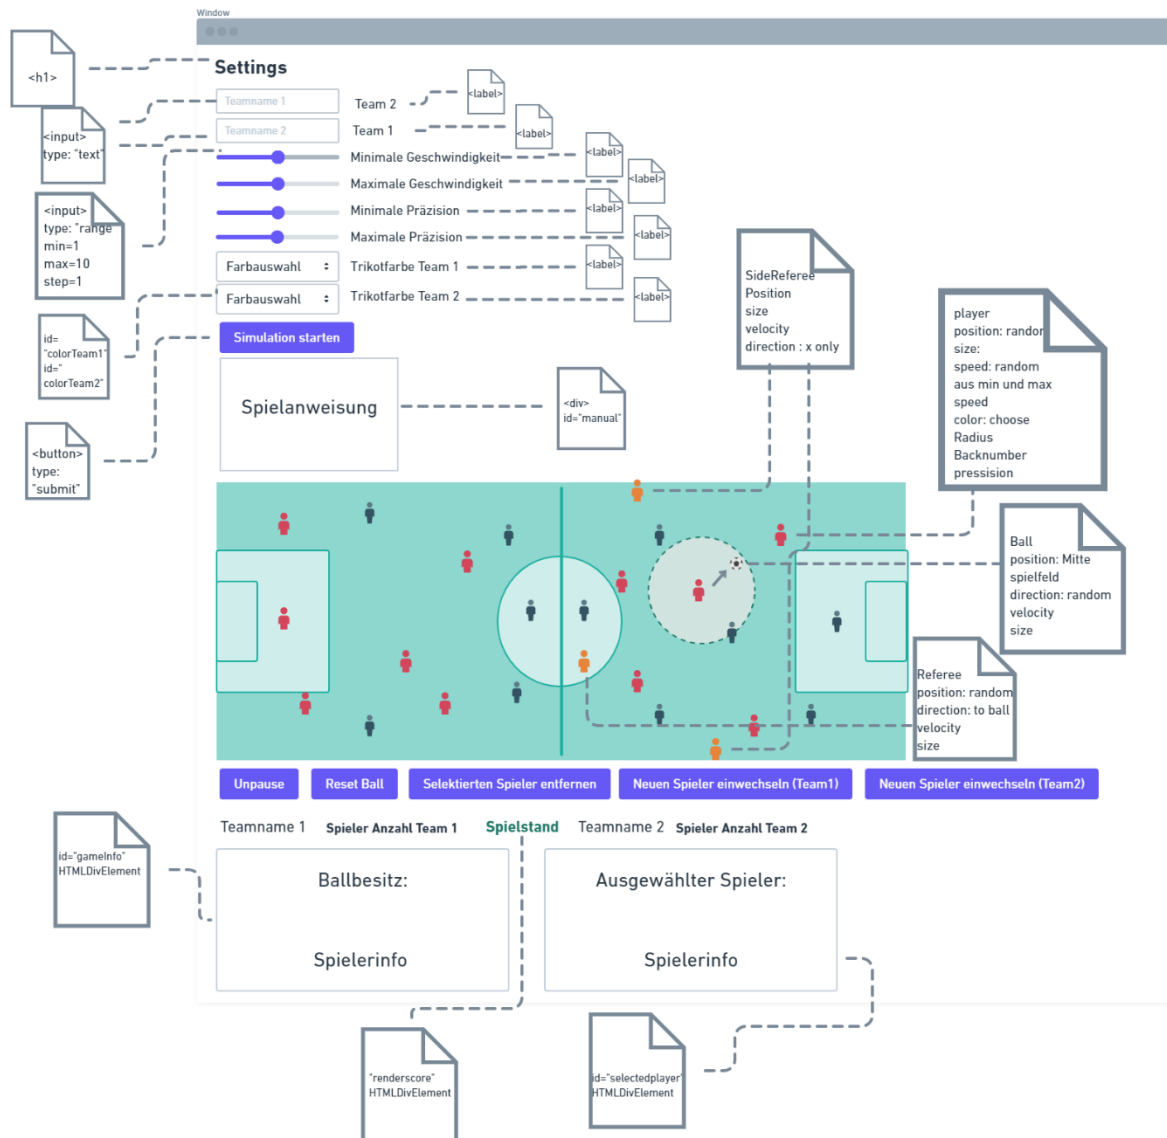 Window
<h1>
Settings
Teamname 1
Team 2
<label>
Teamname 2
Team 1
<label>
<input>
type: "text"
Minimale Geschwindigkeit
<label>
Maximale Geschwindigkeit
<label>
<input>
type: "range
min=1
max=10
step=1
Minimale Präzision
<label>
Maximale Präzision
<label>
Farbauswahl
Trikotfarbe Team 1
<label>
Farbauswahl
Trikotfarbe Team 2
<label>
id=
"colorTeam1"
id="
colorTeam2"
Simulation starten
SideReferee
Position
size
velocity
direction : x only
player
position: random
size:
speed: random
aus min und max
speed
color: choose
Radius
Backnumber
pressision
Spielanweisung
<div>
id="manual"
<button>
type:
"submit"
Ball
position: Mitte
spielfeld
direction: random
velocity
size
Referee
position: random
direction: to ball
velocity
size
Unpause
Reset Ball
Selektierten Spieler entfernen
Neuen Spieler einwechseln (Team1)
Neuen Spieler einwechseln (Team2)
Teamname 1
Spieler Anzahl Team 1
Spielstand
Teamname 2
Spieler Anzahl Team 2
id="gameInfo"
HTMLDivElement
Ballbesitz:
Spielerinfo
Ausgewählter Spieler:
Spielerinfo
"renderscore"
HTMLDivElement
id="selectedplayer"
HTMLDivElement